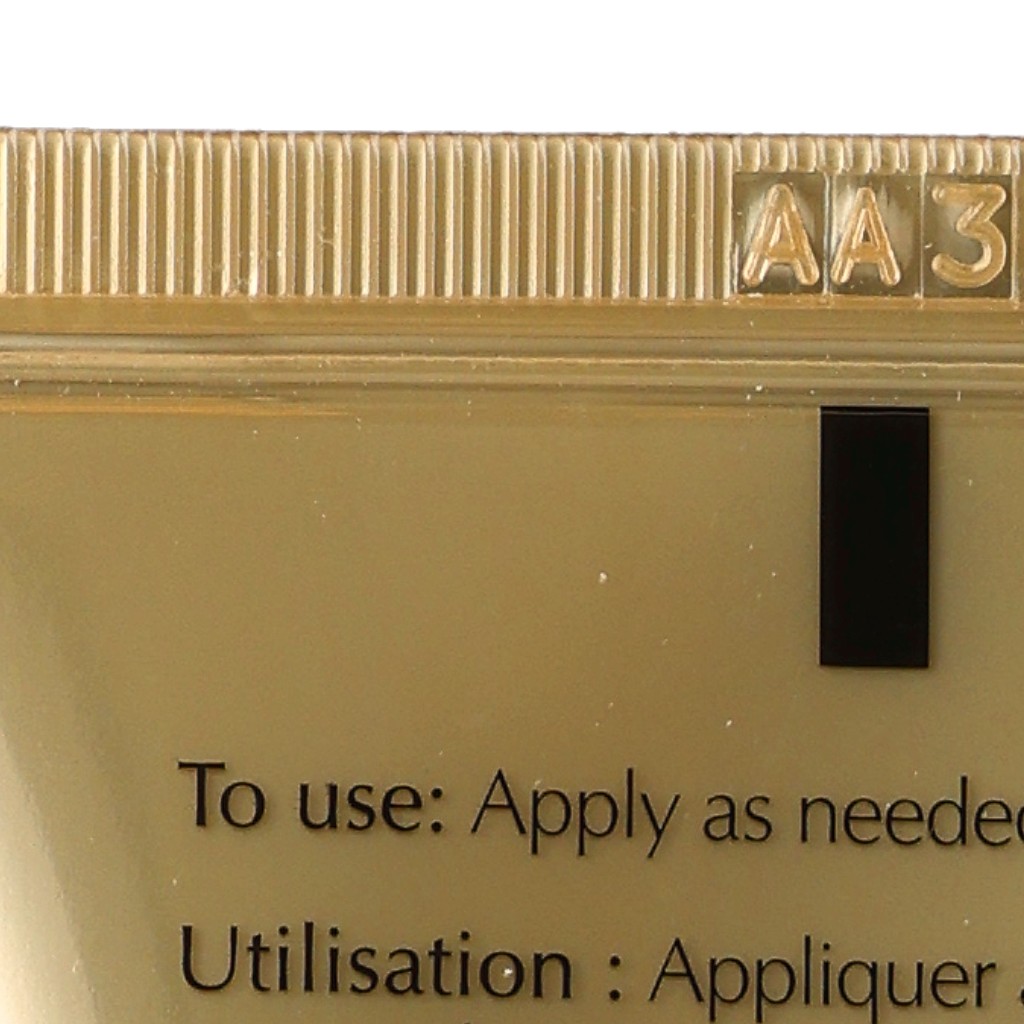 AA3
To use: Apply as needed
Utilisation : Appliquer